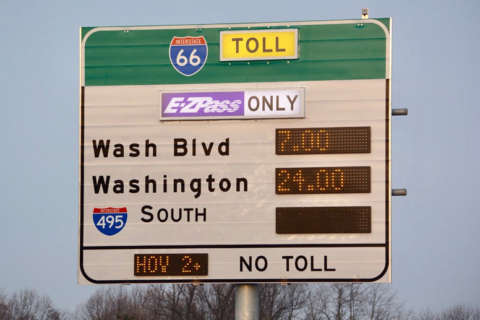 INTERSTATE 66 TOLL
E-ZPass ONLY
Wash Blvd 7.00
Washington 24.00
INTERSTATE 495 SOUTH
HOV 2+ NO TOLL